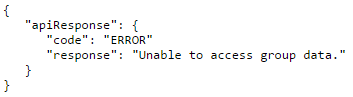 {
   "apiResponse": {
      "code": "ERROR"
      "response": "Unable to access group data."
   }
}